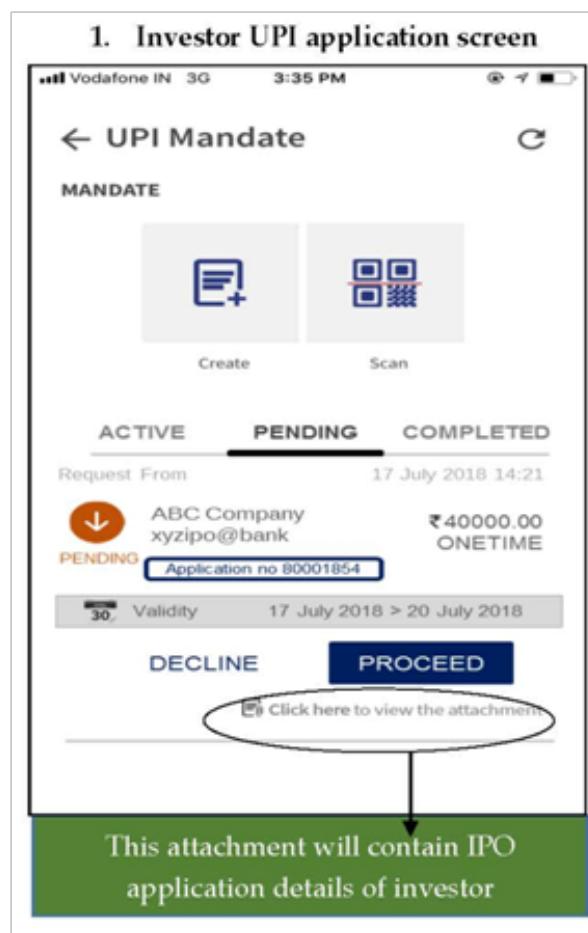 1. Investor UPI application screen
Vodafone IN 3G 3:35 PM
← UPI Mandate
MANDATE
Create Scan
ACTIVE PENDING COMPLETED
Request From 17 July 2018 14:21
ABC Company ₹40000.00
xyzipo@bank ONETIME
PENDING
Application no 80001854
30 Validity 17 July 2018 > 20 July 2018
DECLINE PROCEED
Click here to view the attachment
This attachment will contain IPO
application details of investor